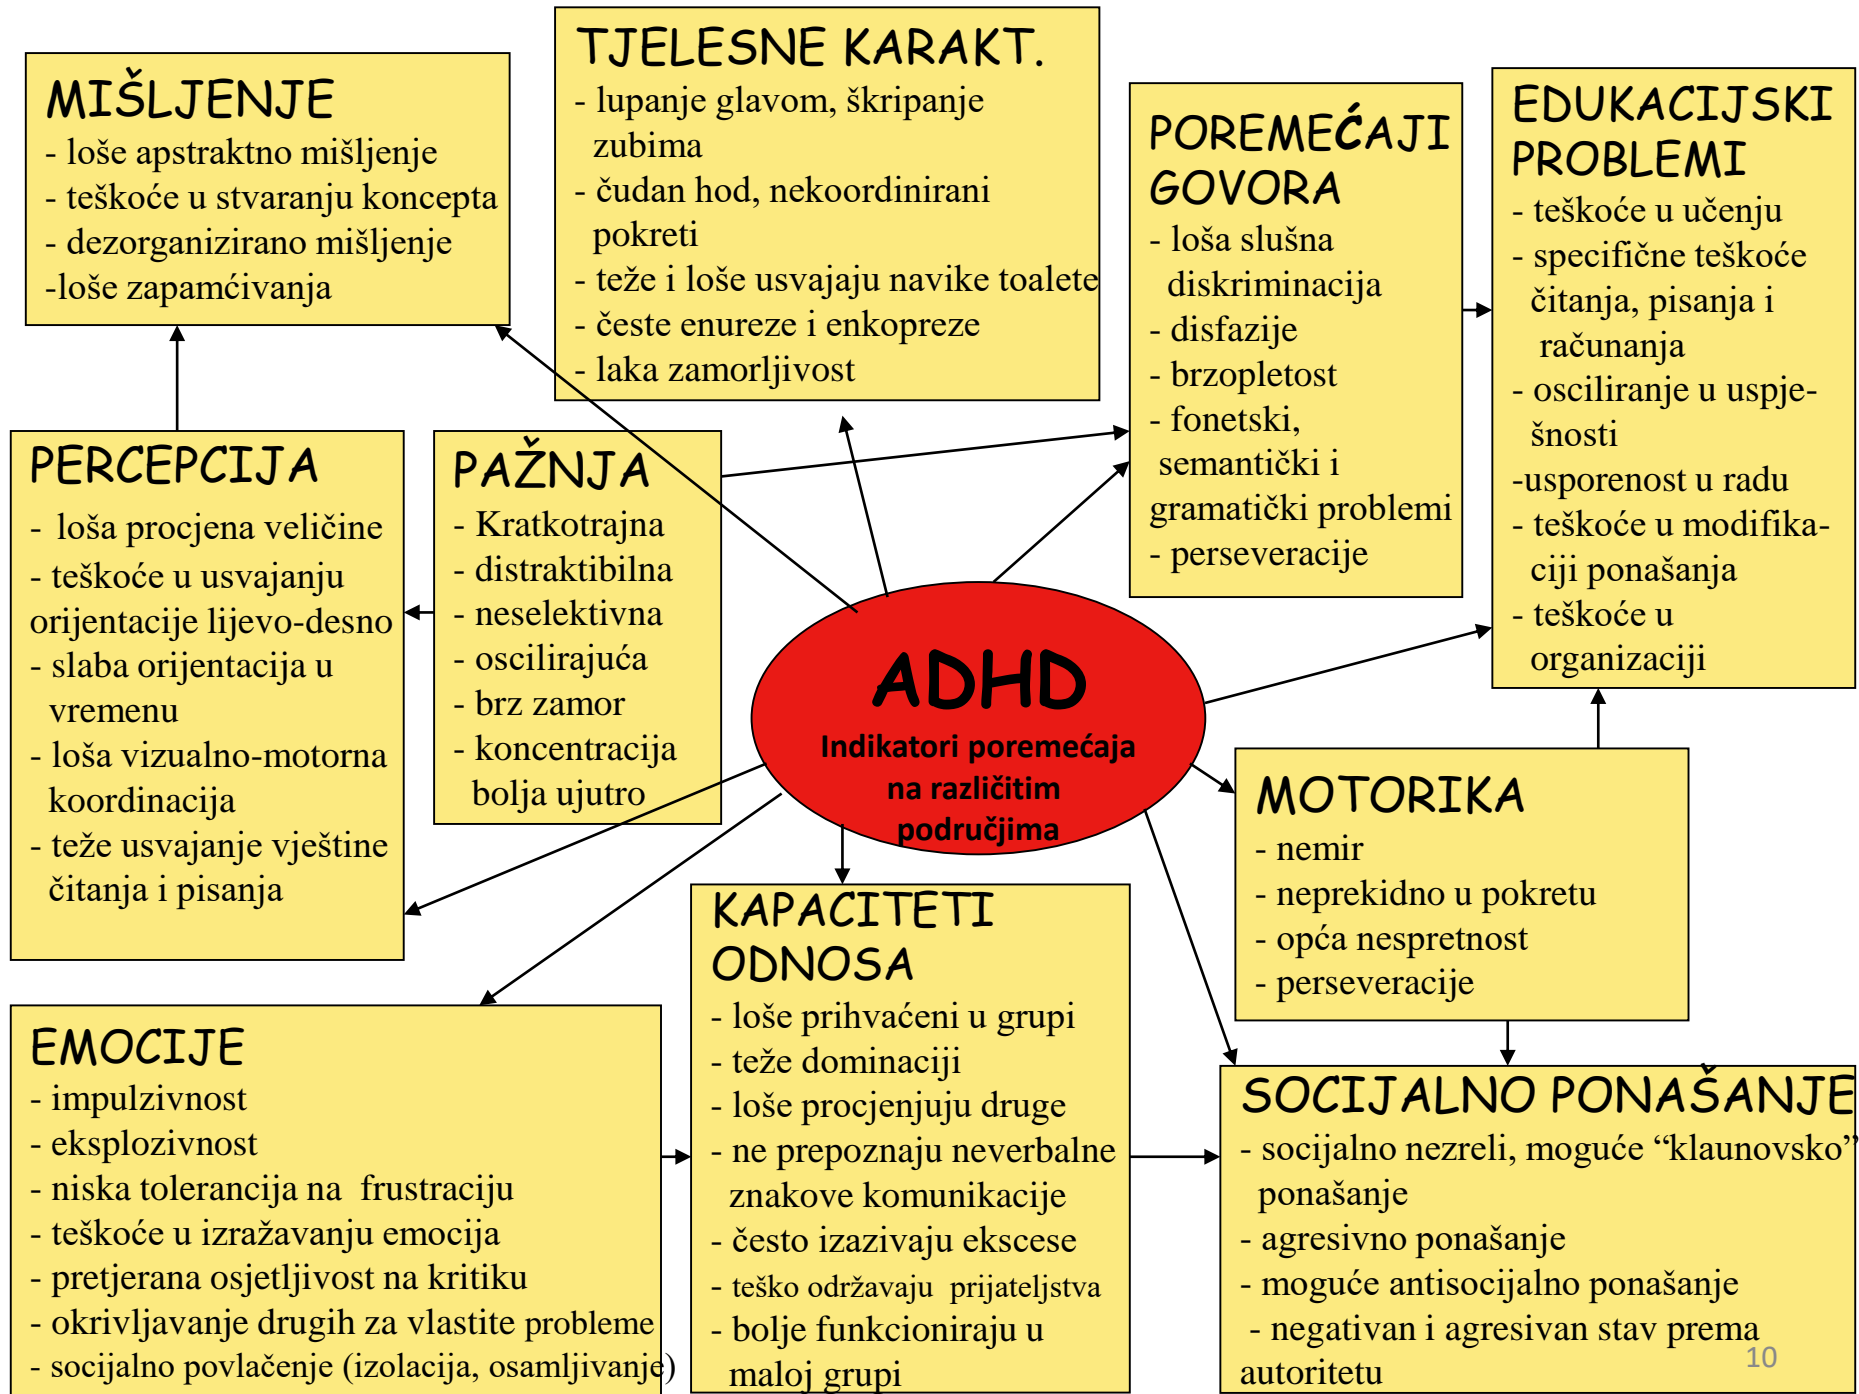 MIŠLJENJE
- loše apstraktno mišljenje
- teškoće u stvaranju koncepta
- dezorganizirano mišljenje
-loše zapamćivanja
TJELESNE KARAKT.
- lupanje glavom, škripanje
zubima
- čudan hod, nekoordinirani
pokreti
- teže i loše usvajaju navike toalete
- česte enureze i enkopreze
- laka zamorljivost
POREMEĆAJI
GOVORA
- loša slušna
diskriminacija
- disfazije
- brzopletost
- fonetski,
semantički i
gramatički problemi
- perseveracije
EDUKACIJSKI
PROBLEMI
- teškoće u učenju
- specifične teškoće
čitanja, pisanja i
računanja
- osciliranje u uspje-
šnosti
-usporenost u radu
- teškoće u modifika-
ciji ponašanja
- teškoće u
organizaciji
PERCEPCIJA
- loša procjena veličine
- teškoće u usvajanju
orijentacije lijevo-desno
- slaba orijentacija u
vremenu
- loša vizualno-motorna
koordinacija
- teže usvajanje vještine
čitanja i pisanja
PAŽNJA
- Kratkotrajna
- distraktibilna
- neselektivna
- oscilirajuća
- brz zamor
- koncentracija
bolja ujutro
ADHD
Indikatori poremećaja
na različitim
područjima
MOTORIKA
- nemir
- neprekidno u pokretu
- opća nespretnost
- perseveracije
EMOCIJE
- impulzivnost
- eksplozivnost
- niska tolerancija na frustraciju
- teškoće u izražavanju emocija
- pretjerana osjetljivost na kritiku
- okrivljavanje drugih za vlastite probleme
- socijalno povlačenje (izolacija, osamljivanje)
KAPACITETI
ODNOSA
- loše prihvaćeni u grupi
- teže dominaciji
- loše procjenjuju druge
- ne prepoznaju neverbalne
znakove komunikacije
- često izazivaju ekscese
- teško održavaju prijateljstva
- bolje funkcioniraju u
maloj grupi
SOCIJALNO PONAŠANJE
- socijalno nezreli, moguće “klaunovsko”
ponašanje
- agresivno ponašanje
- moguće antisocijalno ponašanje
- negativan i agresivan stav prema
autoritetu
10